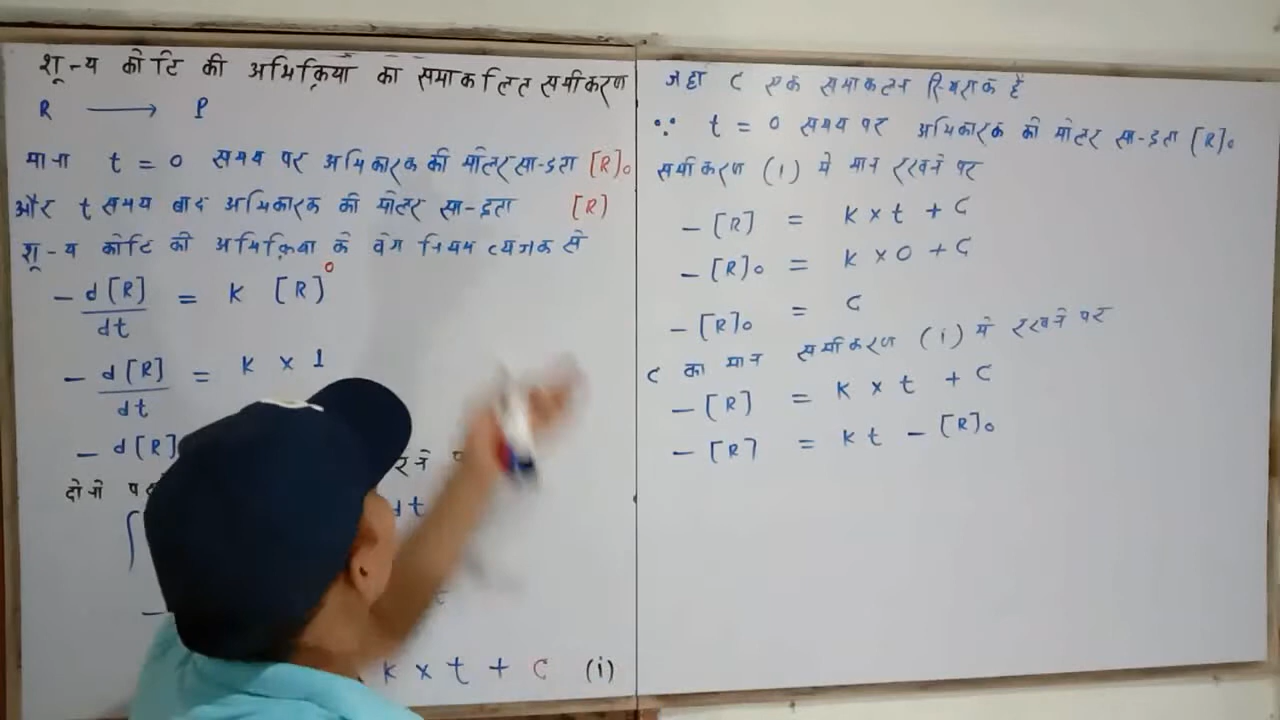 शून्य कोटि की अभिक्रिया का समाकलित समीकरण
R ⟶ P
माना t = 0 समय पर अभिकारक की मोलर सान्द्रता [R]₀
और t समय बाद अभिकारक की मोलर सान्द्रता [R]
शून्य कोटि की अभिक्रिया के वेग नियम व्यंजक से
- d[R]/dt = K [R]⁰
- d[R]/dt = K × 1
- d[R]
दोनो
∫ dt
K × t + C (i)
जहाँ C एक समाकलन स्थिरांक है
∵ t = 0 समय पर अभिकारक की मोलर सान्द्रता [R]₀
समीकरण (i) मे मान रखने पर
- [R] = K × t + C
- [R]₀ = K × 0 + C
- [R]₀ = C
C का मान समीकरण (i) मे रखने पर
- [R] = K × t + C
- [R] = Kt - [R]₀